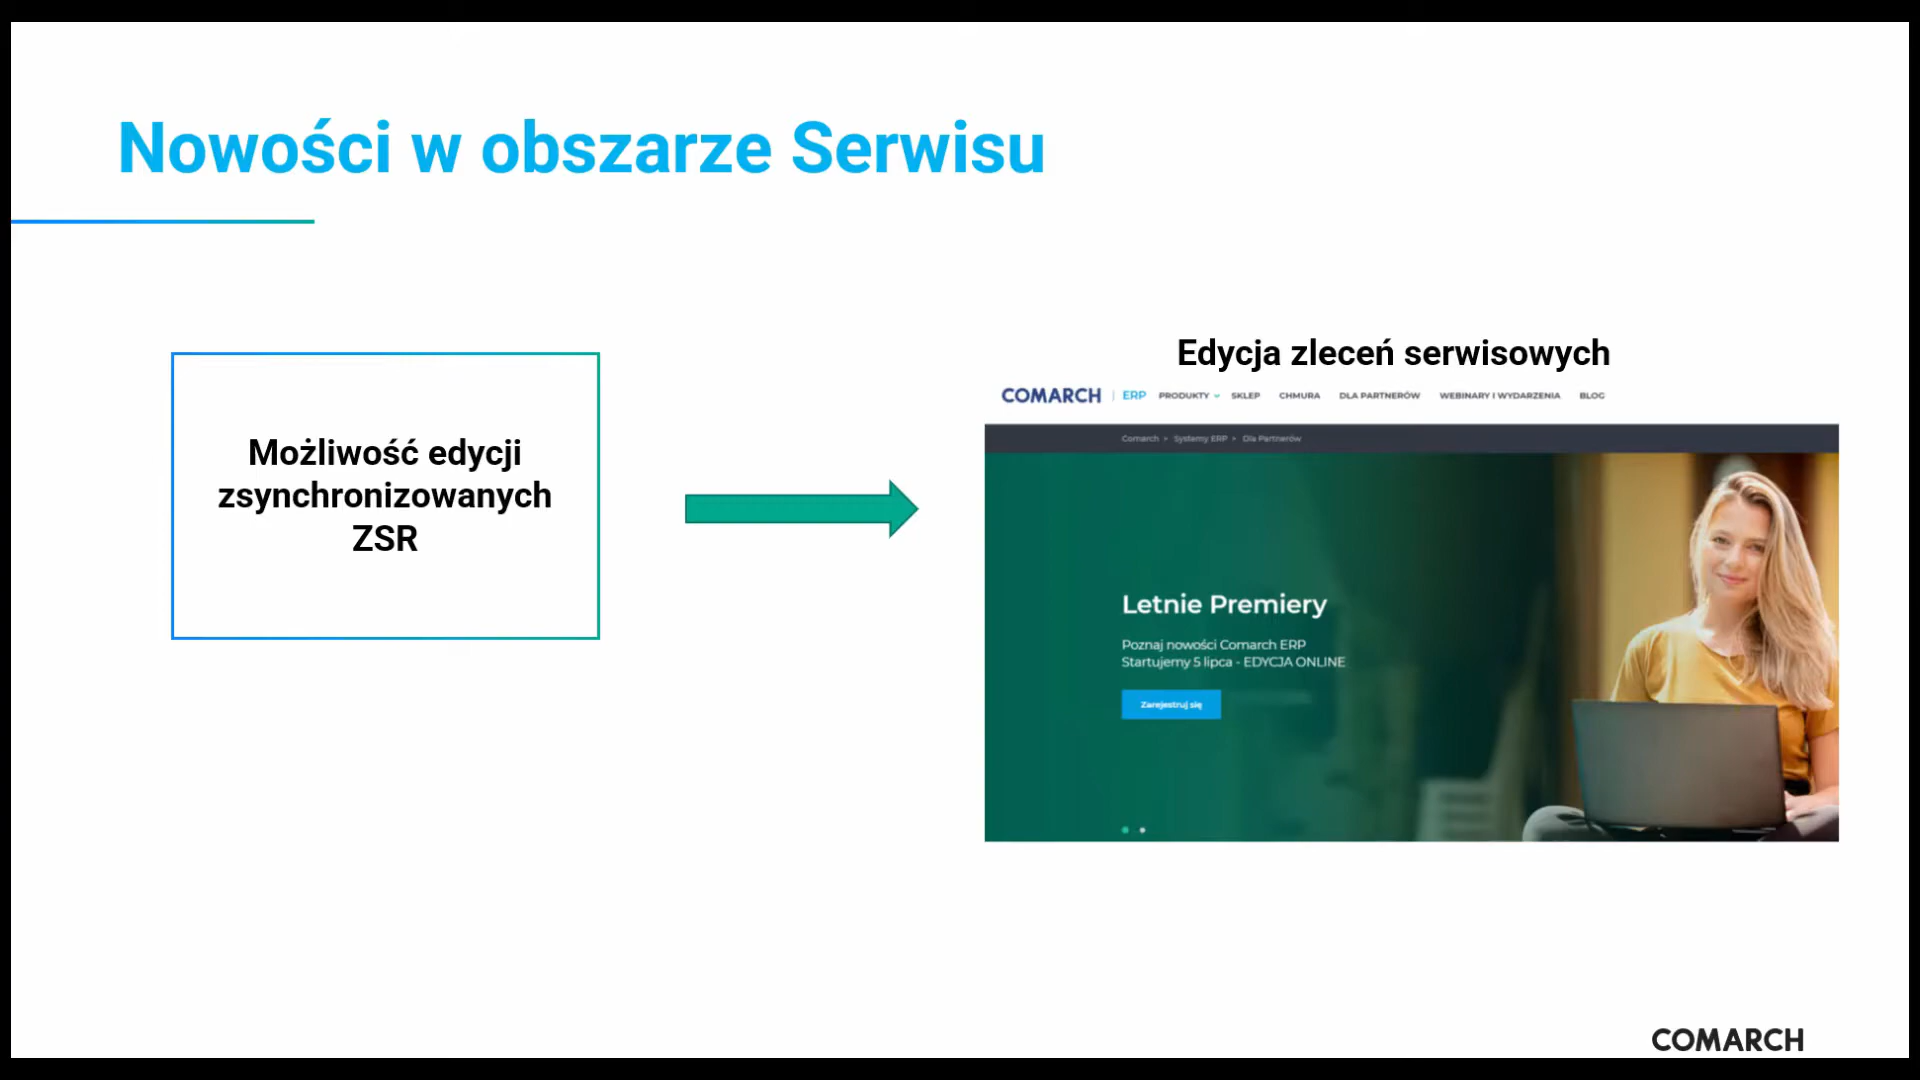 Nowości w obszarze Serwisu
Możliwość edycji
zsynchronizowanych
ZSR
Edycja zleceń serwisowych
COMARCH | ERP PRODUKTY SKLEP CHMURA DLA PARTNERÓW WEBINARY I WYDARZENIA BLOG
Comarch > Systemy ERP > Dla Partnerów
Letnie Premiery
Poznaj nowości Comarch ERP
Startujemy 5 lipca - EDYCJA ONLINE
Zarejestruj się
COMARCH